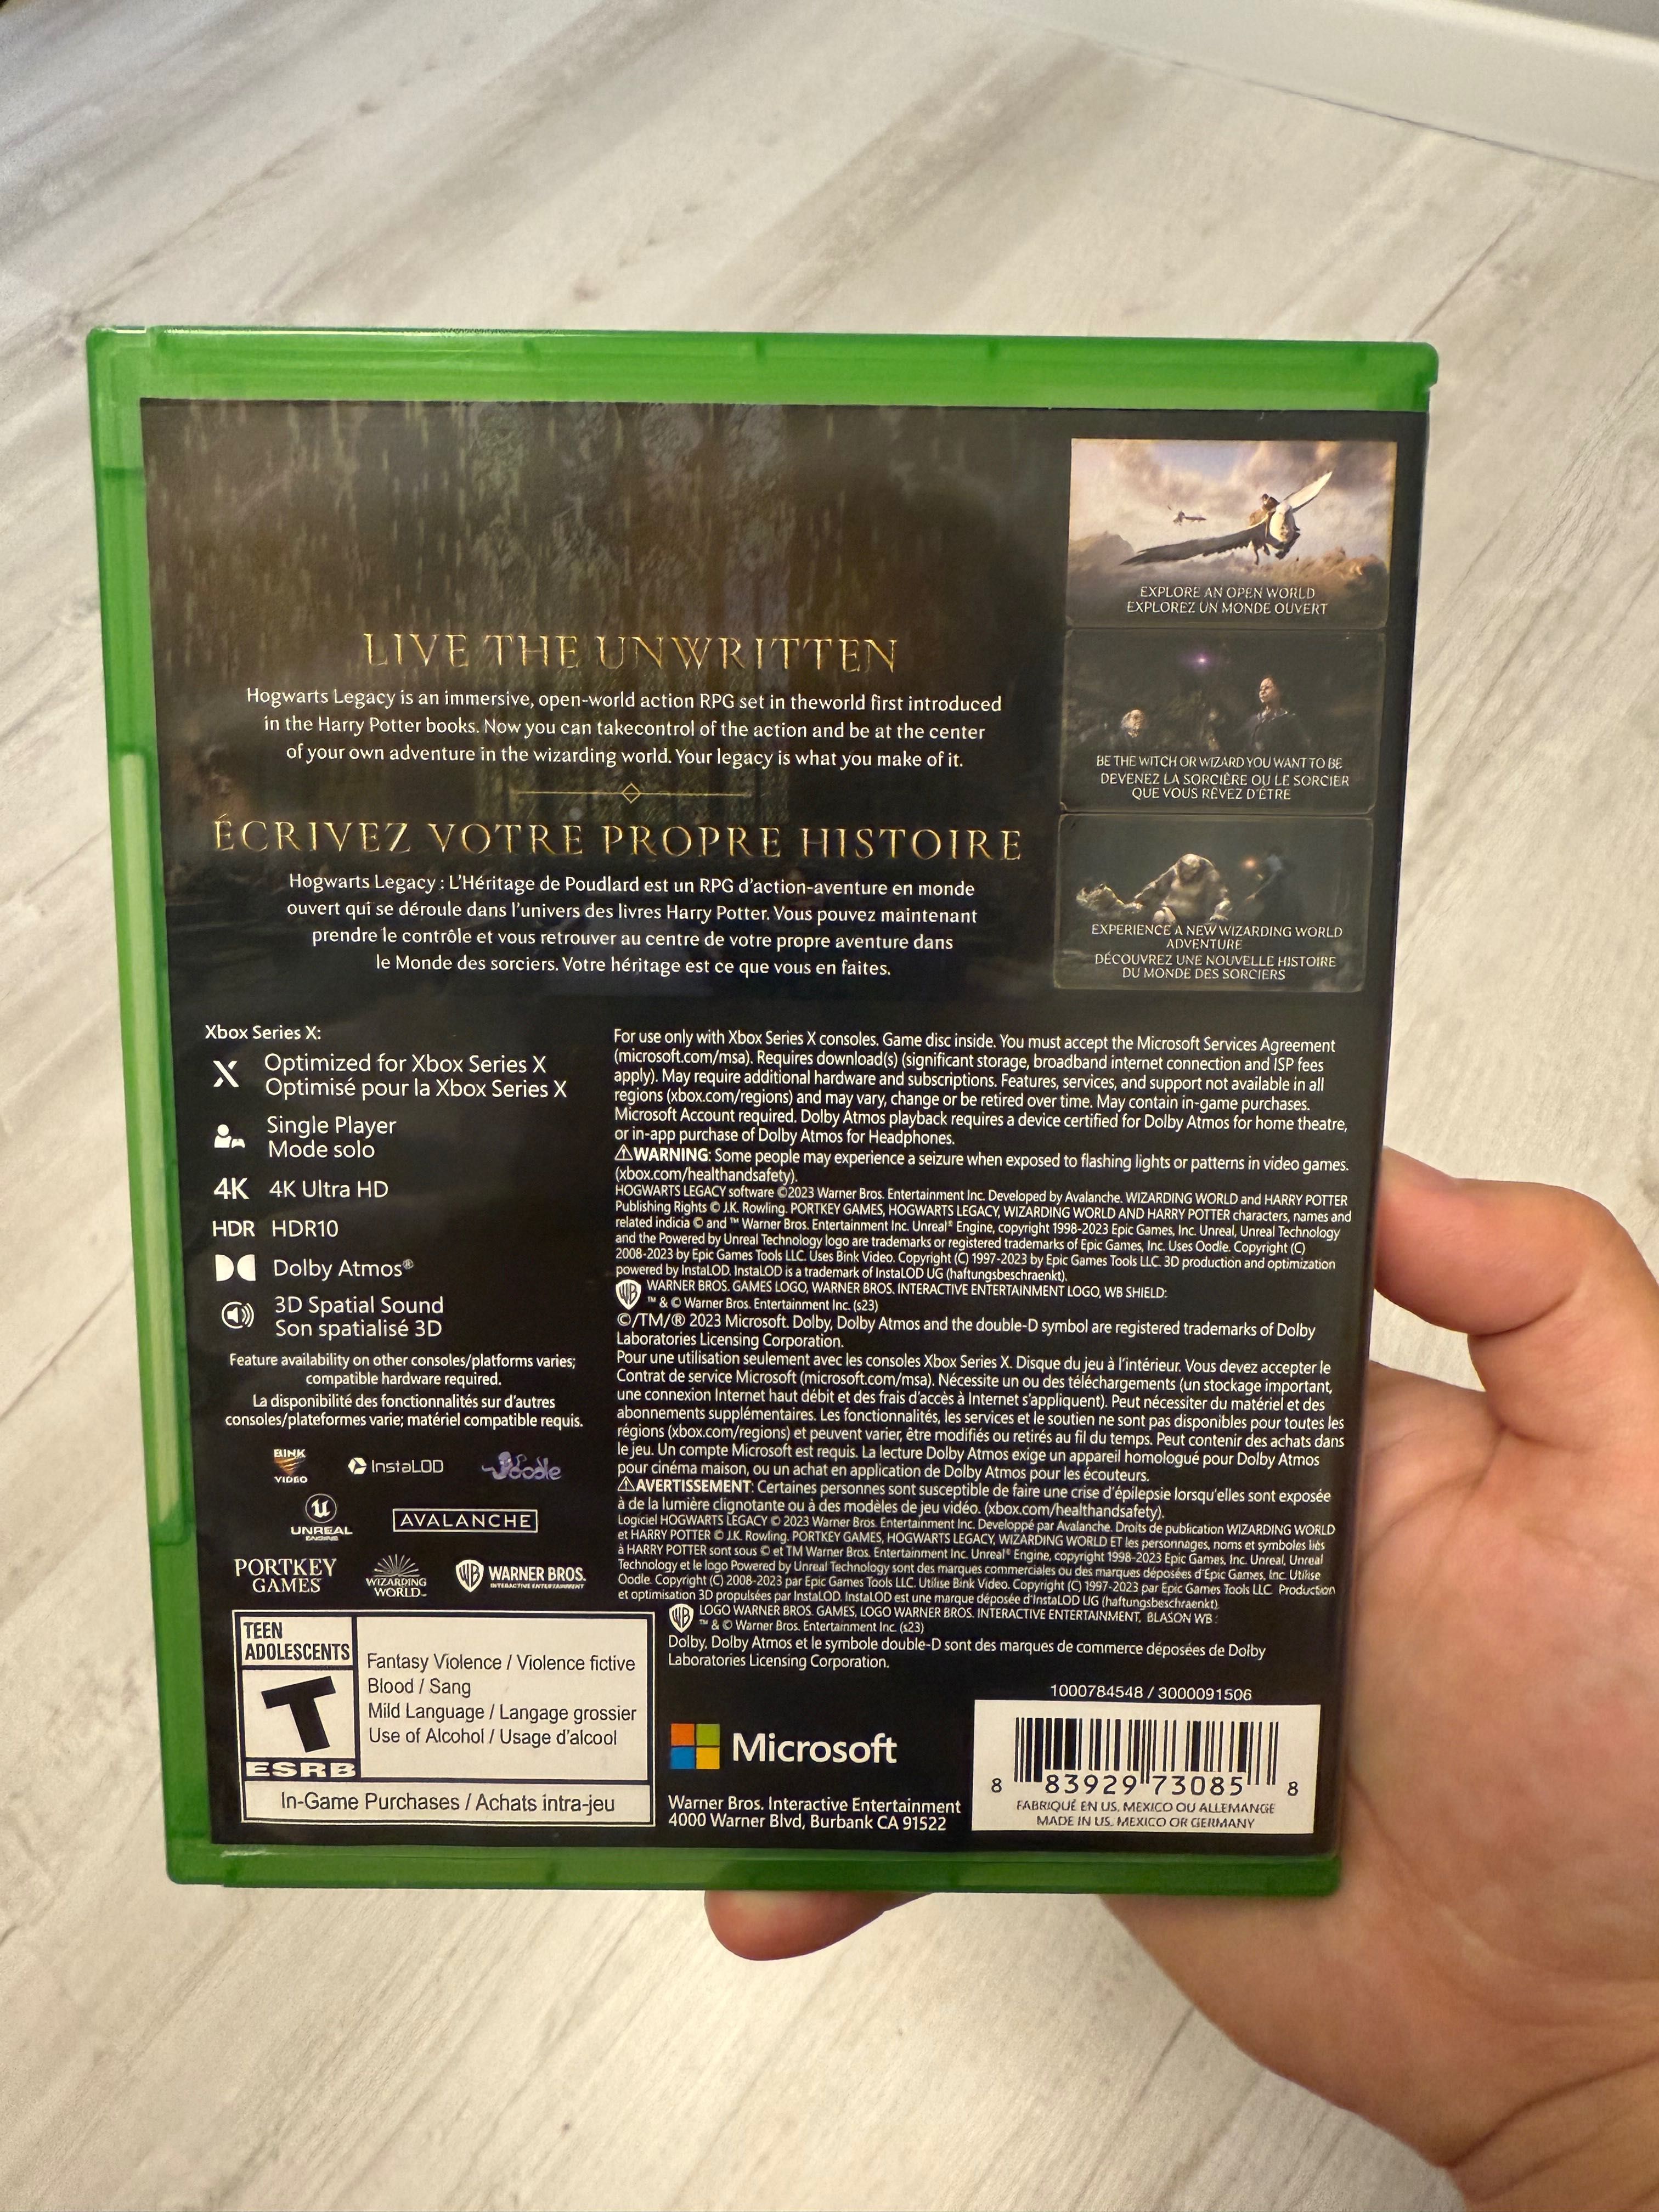 LIVE THE UNWRITTEN
Hogwarts Legacy is an immersive, open-world action RPG set in theworld first introduced
in the Harry Potter books. Now you can takecontrol of the action and be at the center
of your own adventure in the wizarding world. Your legacy is what you make of it.
ÉCRIVEZ VOTRE PROPRE HISTOIRE
Hogwarts Legacy : L'Héritage de Poudlard est un RPG d'action-aventure en monde
ouvert qui se déroule dans l'univers des livres Harry Potter. Vous pouvez maintenant
prendre le contrôle et vous retrouver au centre de votre propre aventure dans
le Monde des sorciers. Votre héritage est ce que vous en faites.
EXPLORE AN OPEN WORLD
EXPLOREZ UN MONDE OUVERT
BE THE WITCH OR WIZARD YOU WANT TO BE
DEVENEZ LA SORCIÈRE OU LE SORCIER
QUE VOUS RÊVEZ D'ÊTRE
EXPERIENCE A NEW WIZARDING WORLD
ADVENTURE
DÉCOUVREZ UNE NOUVELLE HISTOIRE
DU MONDE DES SORCIERS
Xbox Series X:
X Optimized for Xbox Series X
Optimisé pour la Xbox Series X
Single Player
Mode solo
4K 4K Ultra HD
HDR HDR10
Dolby Atmos®
3D Spatial Sound
Son spatialisé 3D
Feature availability on other consoles/platforms varies;
compatible hardware required.
La disponibilité des fonctionnalités sur d'autres
consoles/plateformes varie; matériel compatible requis.
BINK
VIDEO
InstaLOD
Oodle
UNREAL
ENGINE
AVALANCHE
PORTKEY
GAMES
WIZARDING
WORLD
WB WARNER BROS.
INTERACTIVE ENTERTAINMENT
For use only with Xbox Series X consoles. Game disc inside. You must accept the Microsoft Services Agreement
(microsoft.com/msa). Requires download(s) (significant storage, broadband internet connection and ISP fees
apply). May require additional hardware and subscriptions. Features, services, and support not available in all
regions (xbox.com/regions) and may vary, change or be retired over time. May contain in-game purchases.
Microsoft Account required. Dolby Atmos playback requires a device certified for Dolby Atmos for home theatre,
or in-app purchase of Dolby Atmos for Headphones.
⚠WARNING: Some people may experience a seizure when exposed to flashing lights or patterns in video games.
(xbox.com/healthandsafety).
HOGWARTS LEGACY software ©2023 Warner Bros. Entertainment Inc. Developed by Avalanche. WIZARDING WORLD and HARRY POTTER
Publishing Rights © J.K. Rowling. PORTKEY GAMES, HOGWARTS LEGACY, WIZARDING WORLD AND HARRY POTTER characters, names and
related indicia © and ™ Warner Bros. Entertainment Inc. Unreal® Engine, copyright 1998-2023 Epic Games, Inc. Unreal, Unreal Technology
and the Powered by Unreal Technology logo are trademarks or registered trademarks of Epic Games, Inc. Uses Oodle. Copyright (C)
2008-2023 by Epic Games Tools LLC. Uses Bink Video. Copyright (C) 1997-2023 by Epic Games Tools LLC. 3D production and optimization
powered by InstaLOD. InstaLOD is a trademark of InstaLOD UG (haftungsbeschraenkt).
WB WARNER BROS. GAMES LOGO, WARNER BROS. INTERACTIVE ENTERTAINMENT LOGO, WB SHIELD:
™ & © Warner Bros. Entertainment Inc. (s23)
©/TM/® 2023 Microsoft. Dolby, Dolby Atmos and the double-D symbol are registered trademarks of Dolby
Laboratories Licensing Corporation.
Pour une utilisation seulement avec les consoles Xbox Series X. Disque du jeu à l'intérieur. Vous devez accepter le
Contrat de service Microsoft (microsoft.com/msa). Nécessite un ou des téléchargements (un stockage important,
une connexion Internet haut débit et des frais d'accès à Internet s'appliquent). Peut nécessiter du matériel et des
abonnements supplémentaires. Les fonctionnalités, les services et le soutien ne sont pas disponibles pour toutes les
régions (xbox.com/regions) et peuvent varier, être modifiés ou retirés au fil du temps. Peut contenir des achats dans
le jeu. Un compte Microsoft est requis. La lecture Dolby Atmos exige un appareil homologué pour Dolby Atmos
pour cinéma maison, ou un achat en application de Dolby Atmos pour les écouteurs.
⚠AVERTISSEMENT: Certaines personnes sont susceptible de faire une crise d'épilepsie lorsqu'elles sont exposée
à de la lumière clignotante ou à des modèles de jeu vidéo. (xbox.com/healthandsafety).
Logiciel HOGWARTS LEGACY © 2023 Warner Bros. Entertainment Inc. Developpé par Avalanche. Droits de publication WIZARDING WORLD
et HARRY POTTER © J.K. Rowling. PORTKEY GAMES, HOGWARTS LEGACY, WIZARDING WORLD ET les personnages, noms et symboles liés
à HARRY POTTER sont sous © et TM Warner Bros. Entertainment Inc. Unreal® Engine, copyright 1998-2023 Epic Games, Inc. Unreal, Unreal
Technology et le logo Powered by Unreal Technology sont des marques commerciales ou des marques déposées d'Epic Games, Inc. Utilise
Oodle. Copyright (C) 2008-2023 par Epic Games Tools LLC. Utilise Bink Video. Copyright (C) 1997-2023 par Epic Games Tools LLC. Production
et optimisation 3D propulsées par InstaLOD. InstaLOD est une marque déposée d'InstaLOD UG (haftungsbeschraenkt).
WB LOGO WARNER BROS. GAMES, LOGO WARNER BROS. INTERACTIVE ENTERTAINMENT, BLASON WB :
™ & © Warner Bros. Entertainment Inc. (s23)
Dolby, Dolby Atmos et le symbole double-D sont des marques de commerce déposées de Dolby
Laboratories Licensing Corporation.
TEEN
ADOLESCENTS
T
ESRB
Fantasy Violence / Violence fictive
Blood / Sang
Mild Language / Langage grossier
Use of Alcohol / Usage d'alcool
In-Game Purchases / Achats intra-jeu
Microsoft
Warner Bros. Interactive Entertainment
4000 Warner Blvd, Burbank CA 91522
1000784548 / 3000091506
8 83929 73085 8
FABRIQUÉ EN US, MEXICO OU ALLEMANGE
MADE IN US, MEXICO OR GERMANY